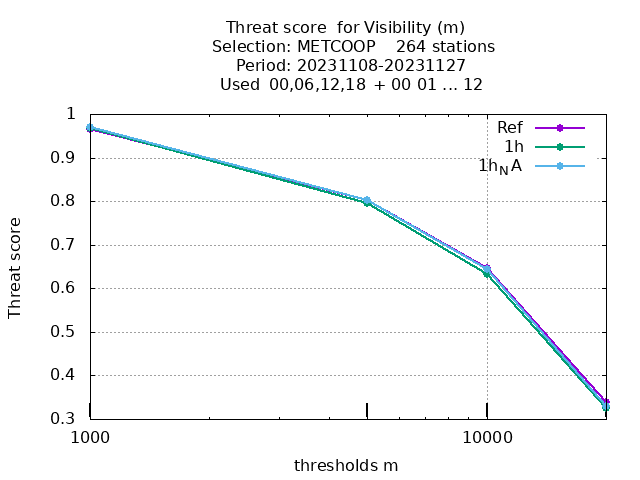 Threat score  for Visibility (m)
Selection: METCOOP    264 stations
Period: 20231108-20231127
Used  00,06,12,18  + 00 01 ... 12
Ref
1h
1hNA
1
0.9
0.8
0.7
0.6
0.5
0.4
0.3
Threat score
1000
10000
thresholds m